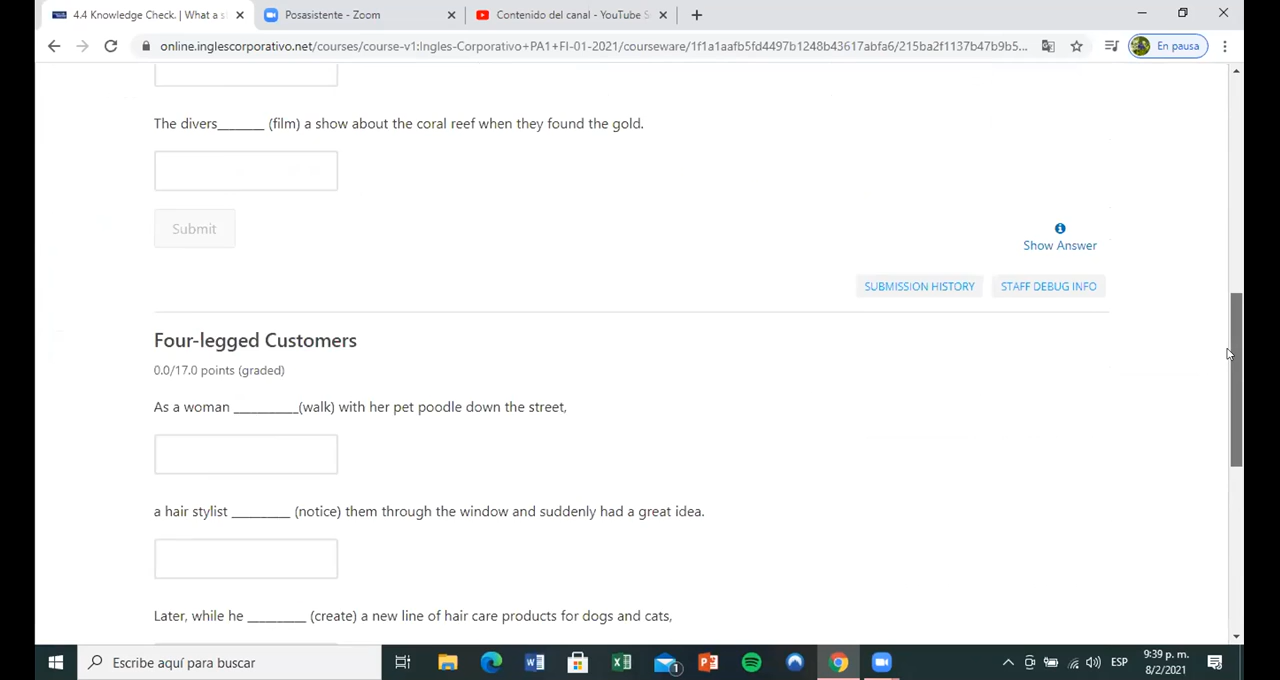 4.4 Knowledge Check. | What a s
Posasistente - Zoom
Contenido del canal - YouTube S
online.inglescorporativo.net/courses/course-v1:Ingles-Corporativo+PA1+FI-01-2021/courseware/1f1a1aafb5fd4497b1248b43617abfa6/215ba2f1137b47b9b5...
En pausa
The divers_______ (film) a show about the coral reef when they found the gold.
Submit
Show Answer
SUBMISSION HISTORY
STAFF DEBUG INFO
Four-legged Customers
0.0/17.0 points (graded)
As a woman __________(walk) with her pet poodle down the street,
a hair stylist _________ (notice) them through the window and suddenly had a great idea.
Later, while he _________ (create) a new line of hair care products for dogs and cats,
Escribe aquí para buscar
1
ESP
9:39 p. m.
8/2/2021